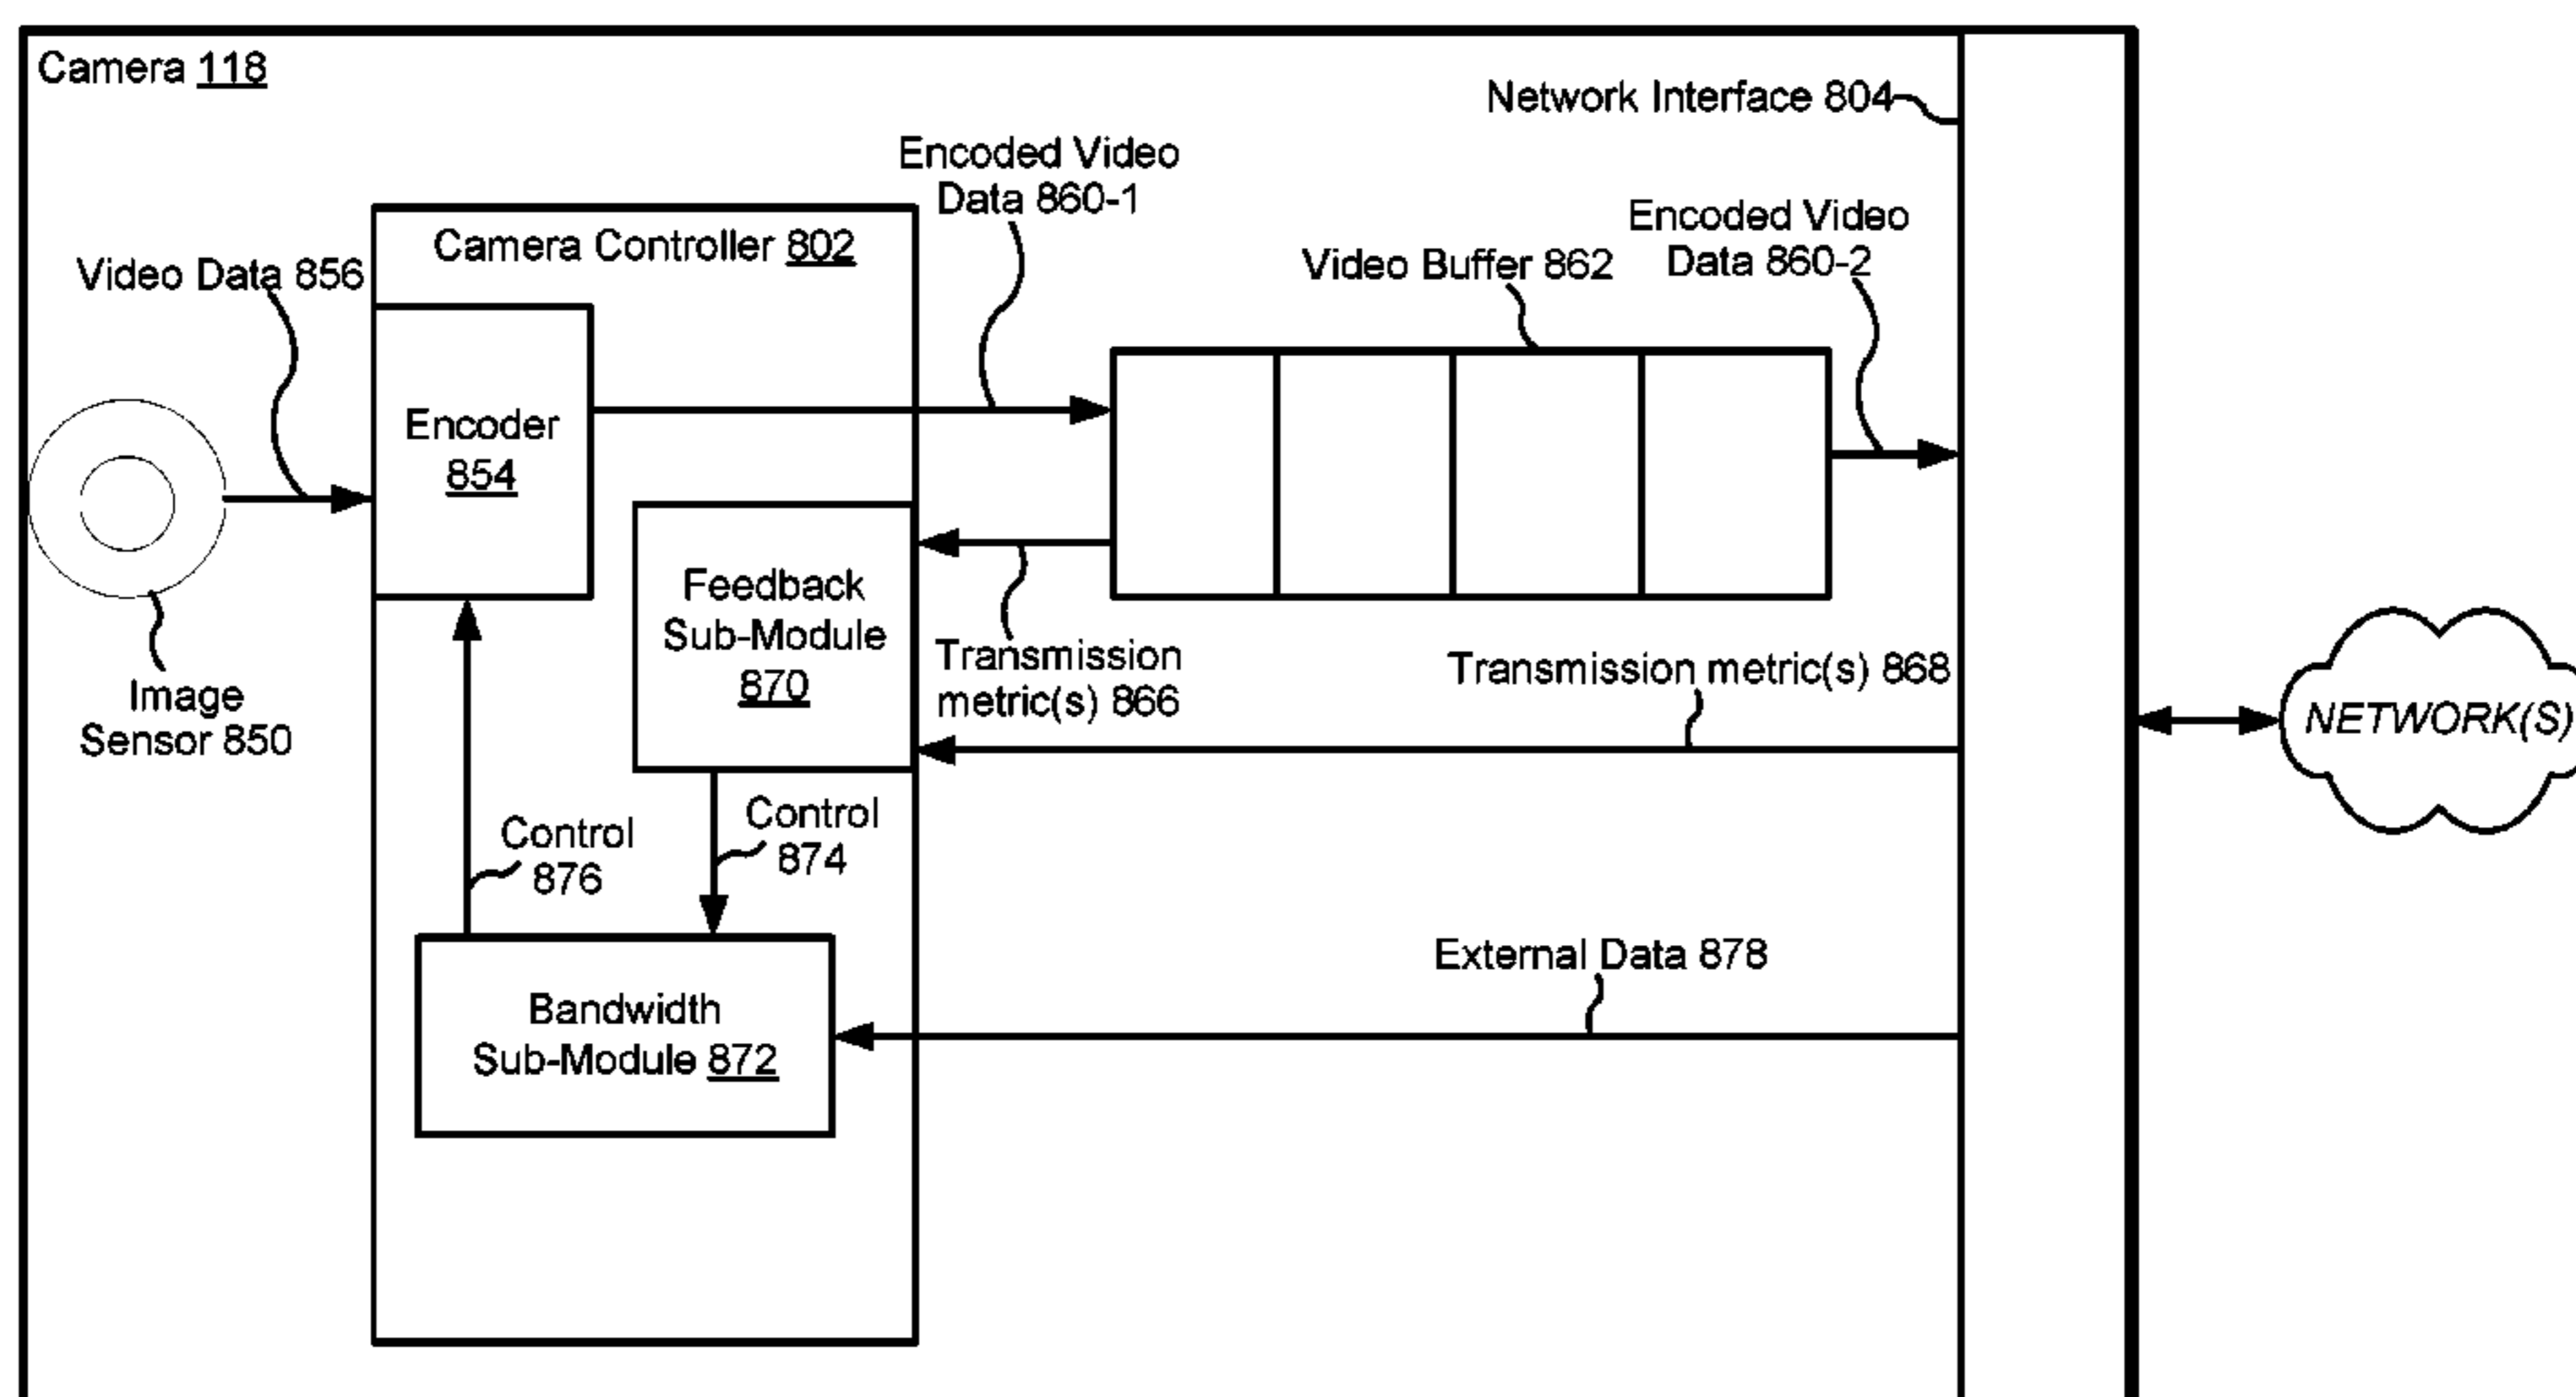 Camera 118
Network Interface 804
Encoded Video
Data 860-1
Encoded Video
Data 860-2
Camera Controller 802
Video Data 856
Video Buffer 862
Encoder
854
Feedback
Sub-Module
870
Transmission
metric(s) 866
Transmission metric(s) 868
Image
Sensor 850
NETWORK(S)
Control
874
Control
876
External Data 878
Bandwidth
Sub-Module 872